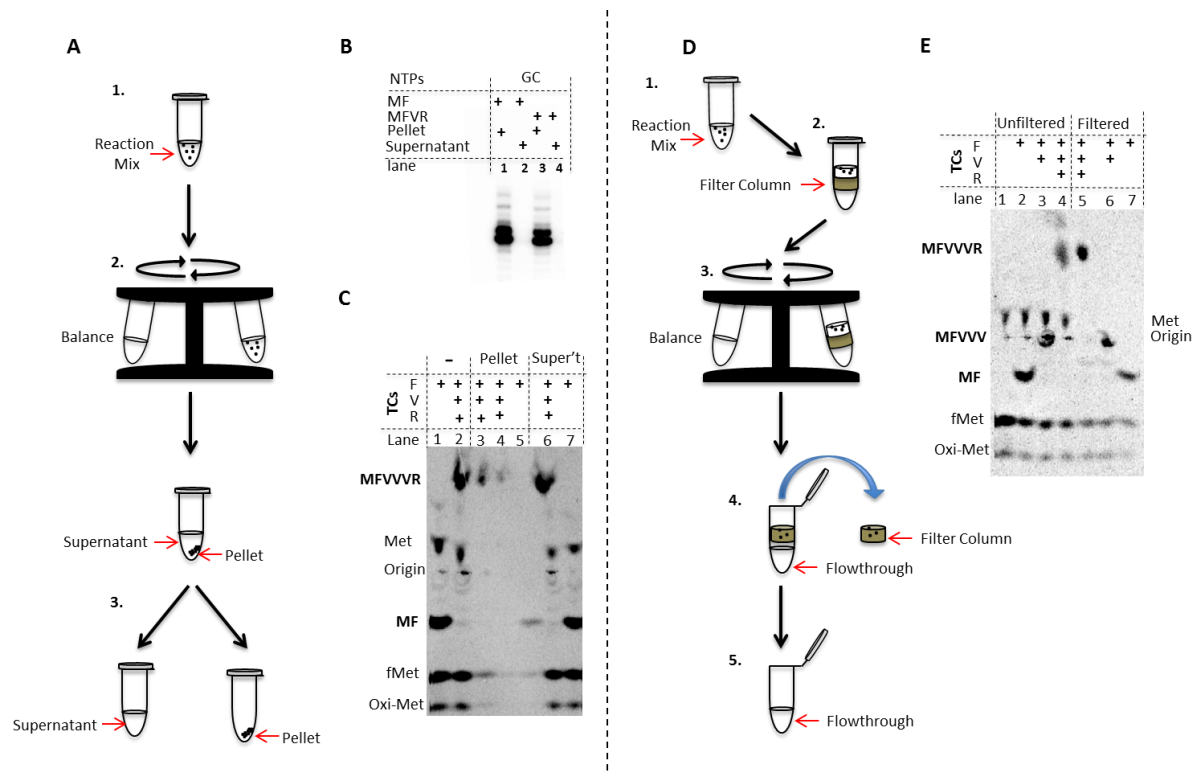 A
1.
Reaction
Mix
2.
Balance
Supernatant
Pellet
3.
Supernatant
Pellet
B
NTPs GC
MF + +
MFVR + +
Pellet + +
Supernatant + +
lane 1 2 3 4
C
– Pellet Super't
TCs
F + + + + + + +
V + + + +
R + + + +
Lane 1 2 3 4 5 6 7
MFVVVR
Met
Origin
MF
fMet
Oxi-Met
D
1.
Reaction
Mix
2.
Filter Column
3.
Balance
4.
Filter Column
Flowthrough
5.
Flowthrough
E
Unfiltered Filtered
TCs
F + + + + + +
V + + + +
R + +
lane 1 2 3 4 5 6 7
MFVVVR
Met
MFVVV Origin
MF
fMet
Oxi-Met